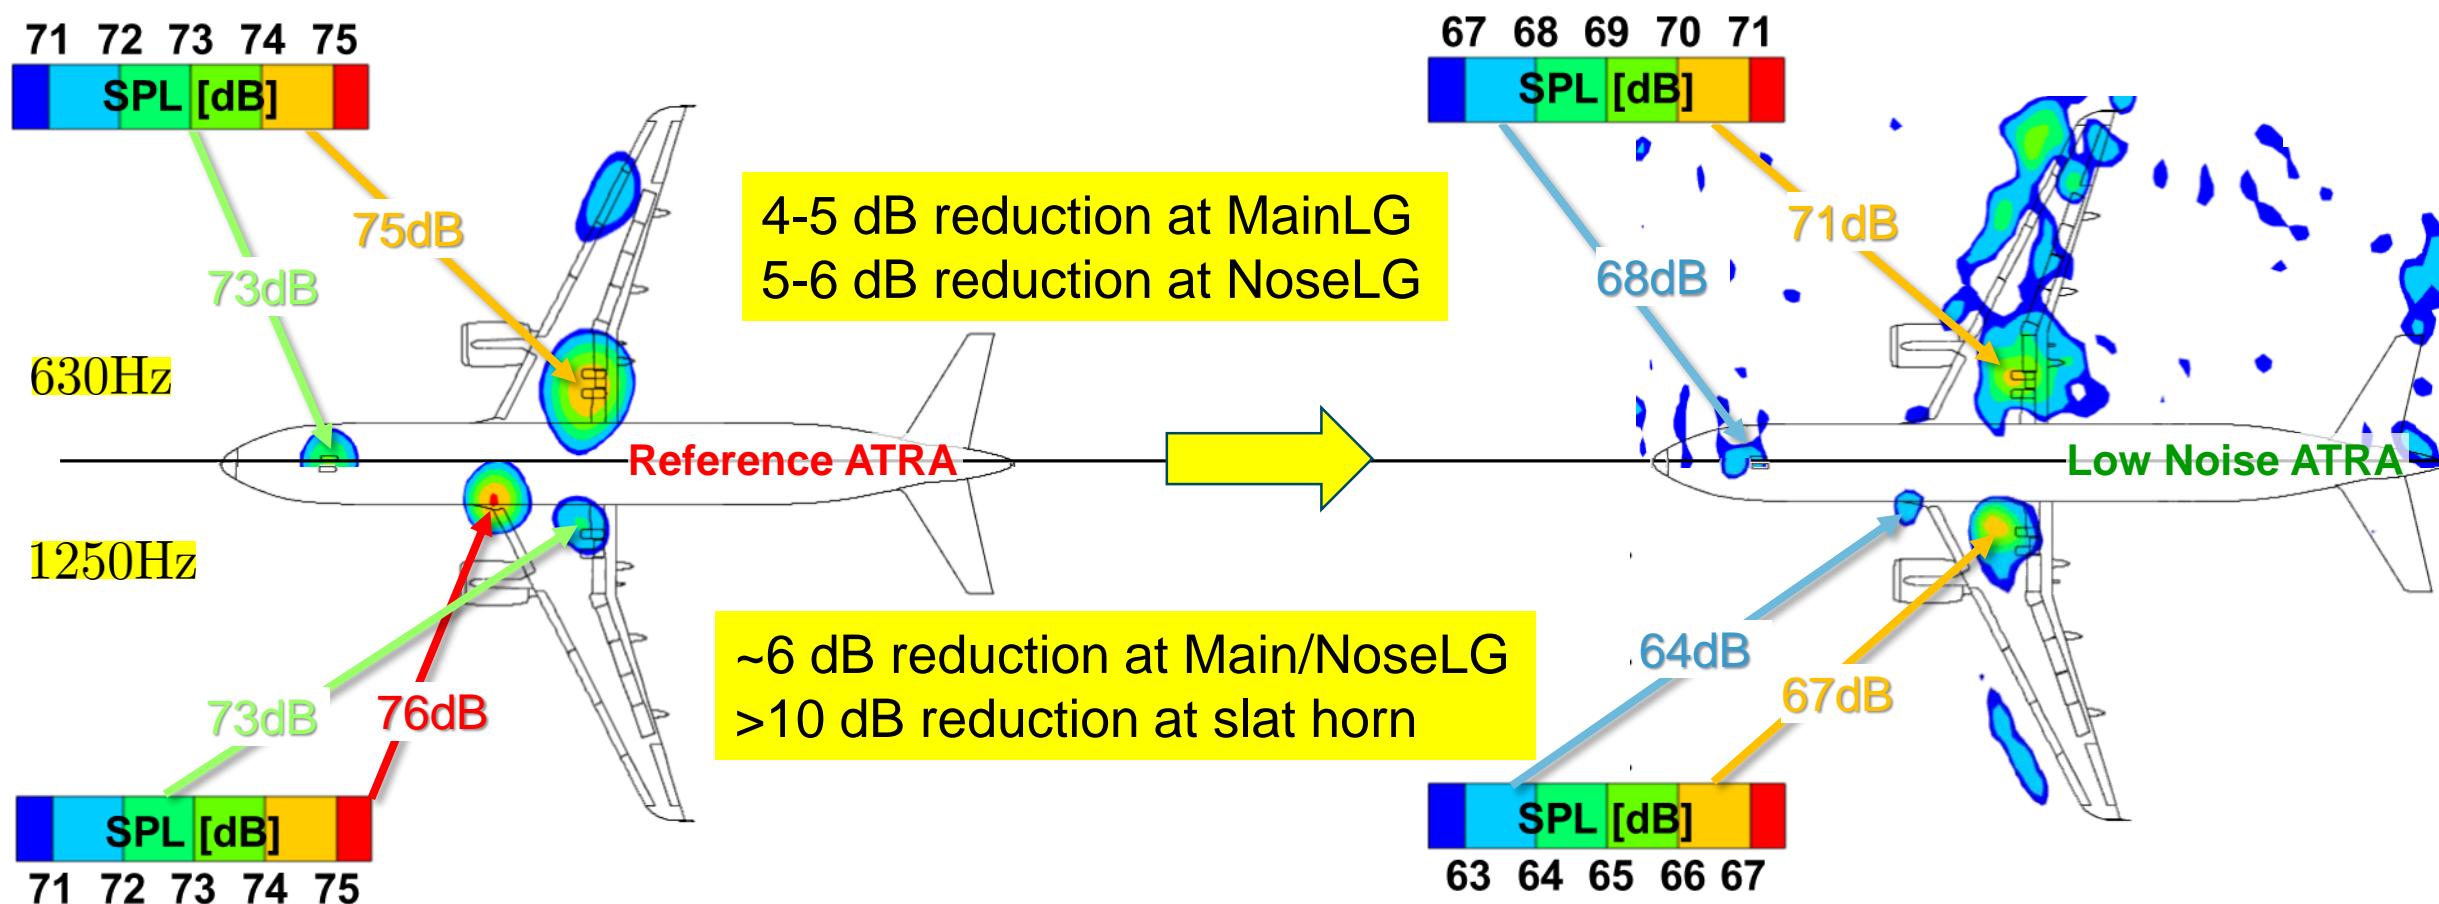 71 72 73 74 75
SPL [dB]
67 68 69 70 71
SPL [dB]
4-5 dB reduction at MainLG
5-6 dB reduction at NoseLG
75dB
73dB
71dB
68dB
630Hz
Reference ATRA
Low Noise ATRA
1250Hz
~6 dB reduction at Main/NoseLG
>10 dB reduction at slat horn
73dB
76dB
64dB
67dB
SPL [dB]
71 72 73 74 75
SPL [dB]
63 64 65 66 67